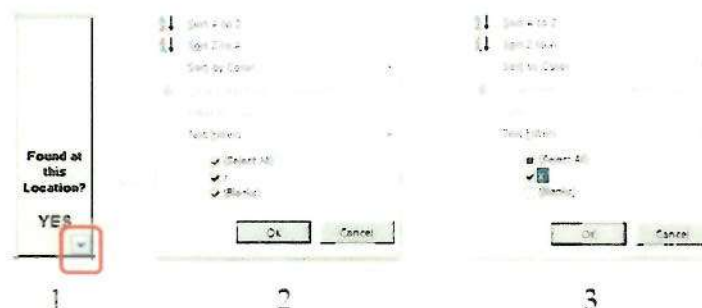 Sort A to Z
Sort Z to A
Sort by Color
Text Filters
(Select All)
(Blanks)
OK
Cancel
Sort A to Z
Sort Z to A
Sort by Color
Text Filters
(Select All)
(Blanks)
OK
Cancel
Found at
this
Location?
YES
1
2
3